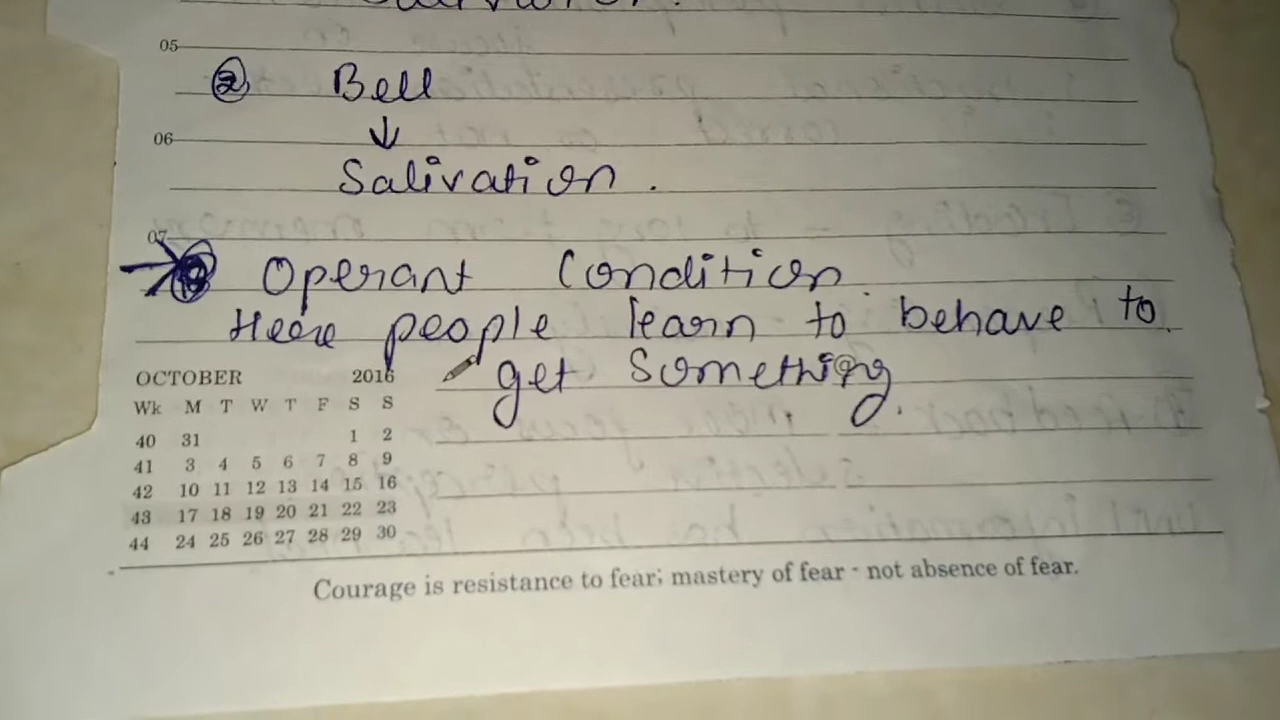 05
② Bell
↓
06
Salivation.
07
Operant Condition
Here people learn to behave to
get something.
OCTOBER 2016
Wk M T W T F S S
40 31 1 2
41 3 4 5 6 7 8 9
42 10 11 12 13 14 15 16
43 17 18 19 20 21 22 23
44 24 25 26 27 28 29 30
Courage is resistance to fear; mastery of fear - not absence of fear.